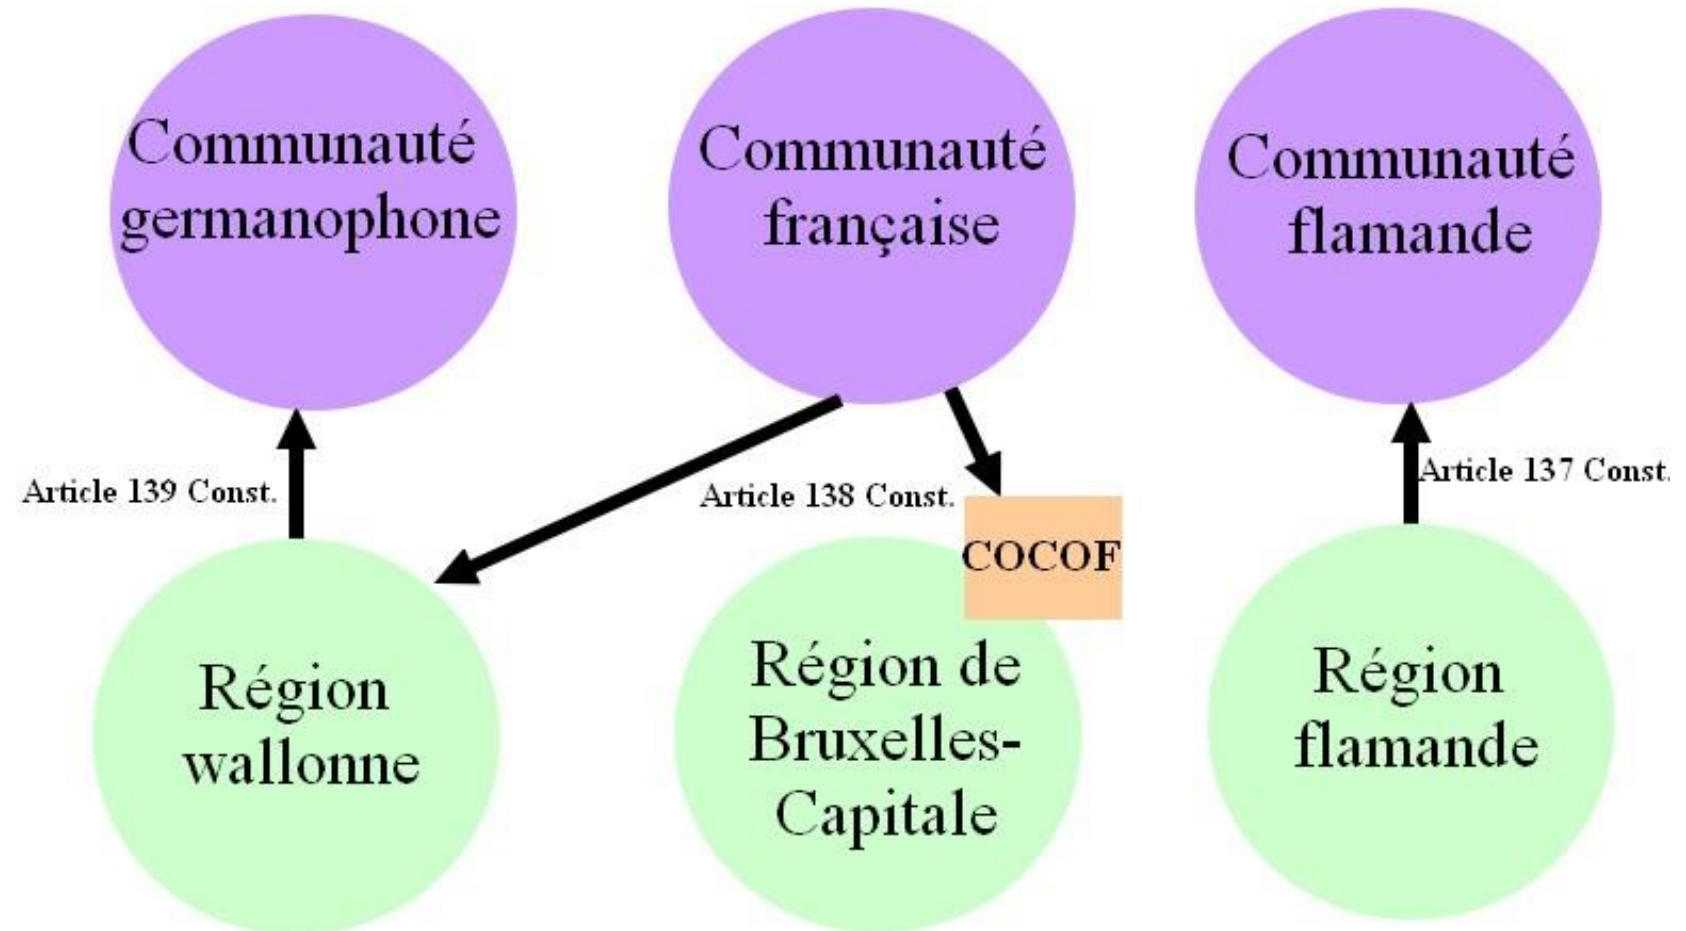 Communauté
germanophone
Communauté
française
Communauté
flamande
Article 139 Const.
Article 138 Const.
Article 137 Const.
COCOF
Région
wallonne
Région de
Bruxelles-
Capitale
Région
flamande